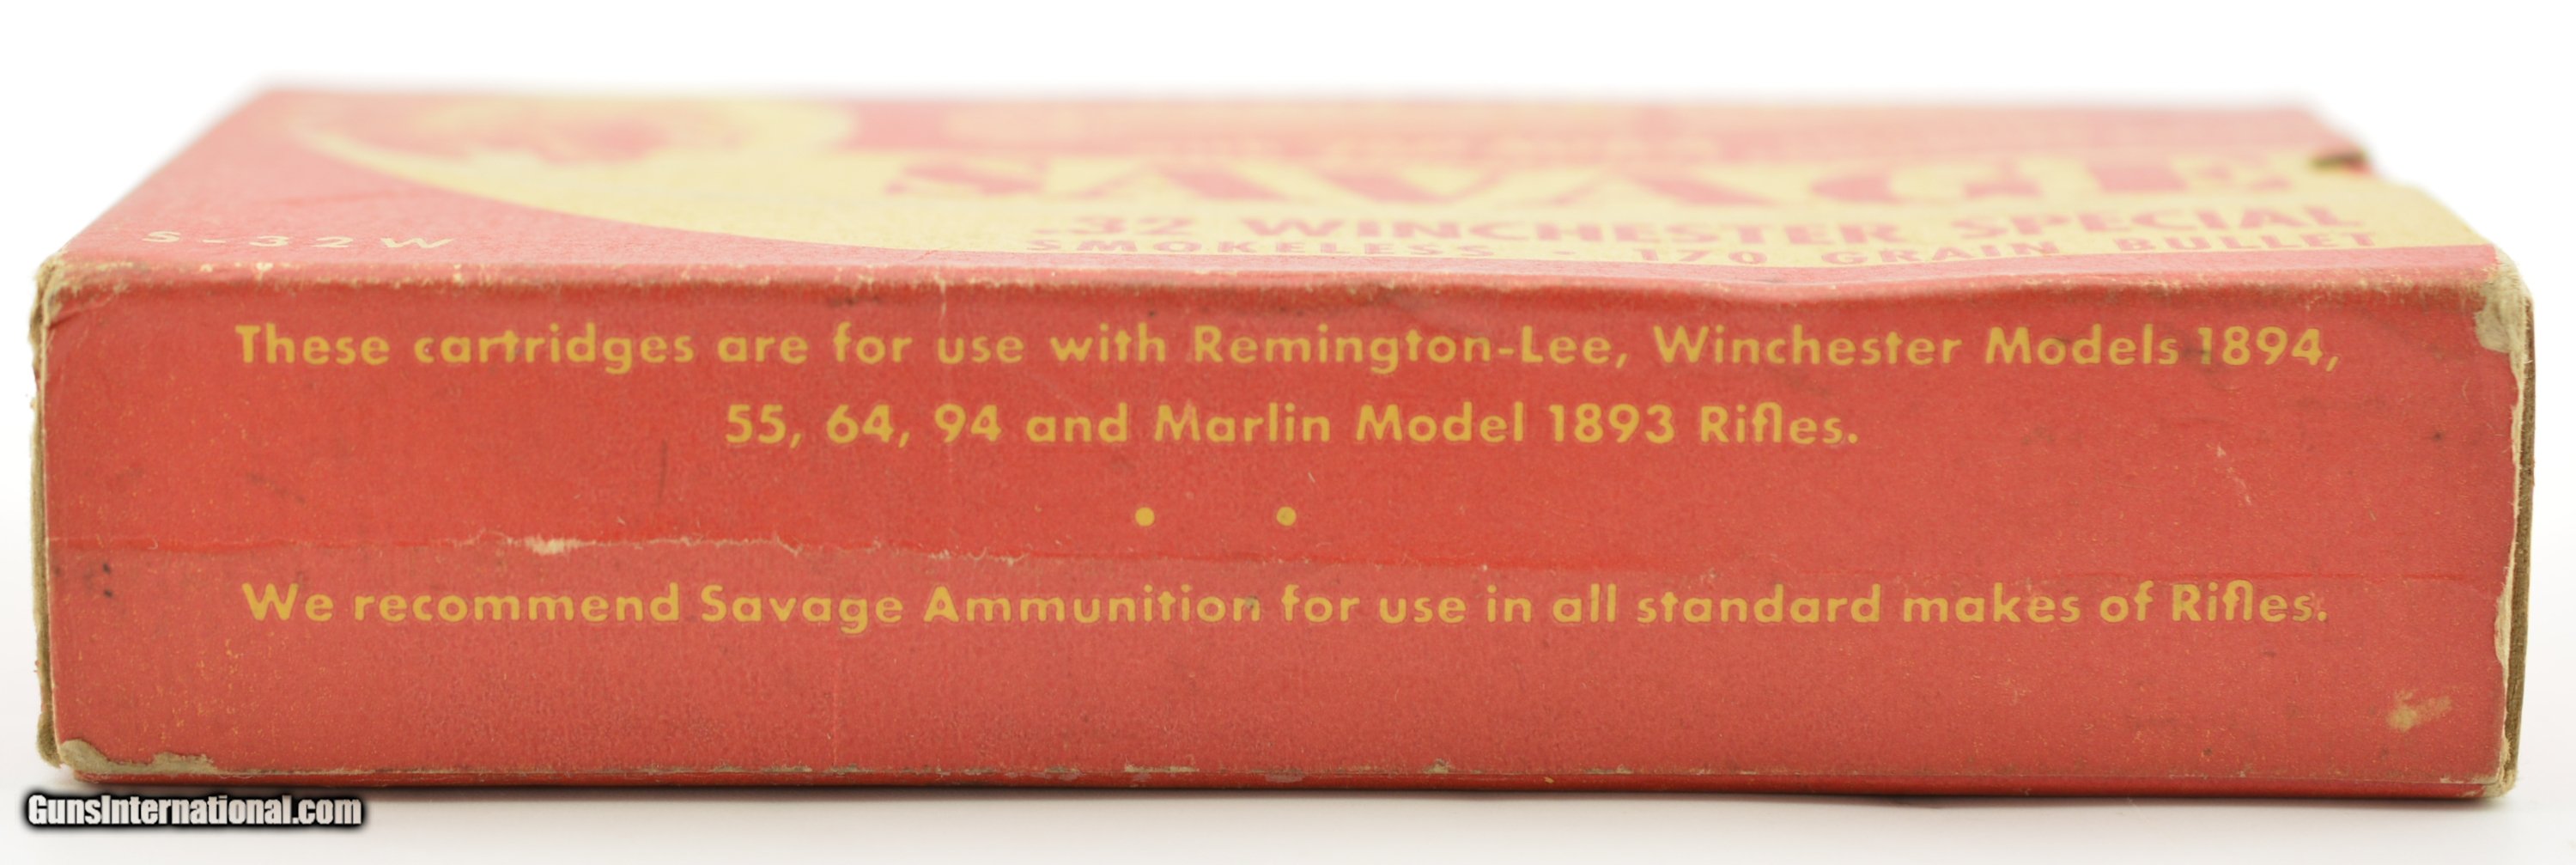 SAVAGE
.32 WINCHESTER SPECIAL
SMOKELESS • 170 GRAIN BULLET
S-32W
These cartridges are for use with Remington-Lee, Winchester Models 1894,
55, 64, 94 and Marlin Model 1893 Rifles.
• •
We recommend Savage Ammunition for use in all standard makes of Rifles.
GunsInternational.com